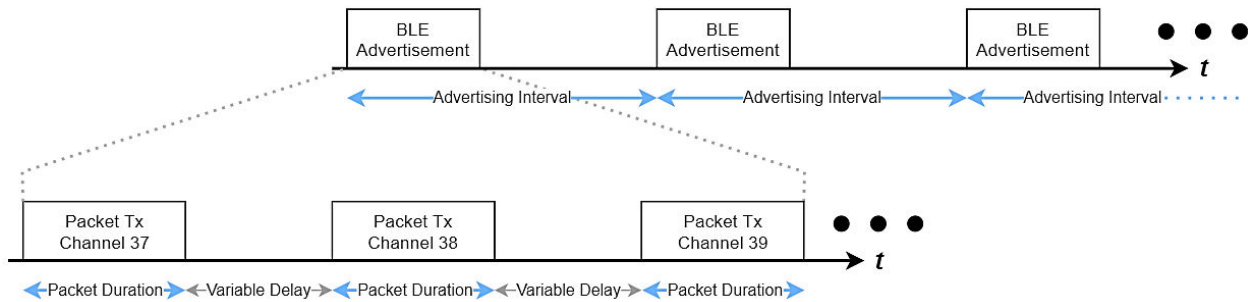 BLE
Advertisement
BLE
Advertisement
BLE
Advertisement
t
Advertising Interval
Advertising Interval
Advertising Interval
Packet Tx
Channel 37
Packet Tx
Channel 38
Packet Tx
Channel 39
t
Packet Duration
Variable Delay
Packet Duration
Variable Delay
Packet Duration